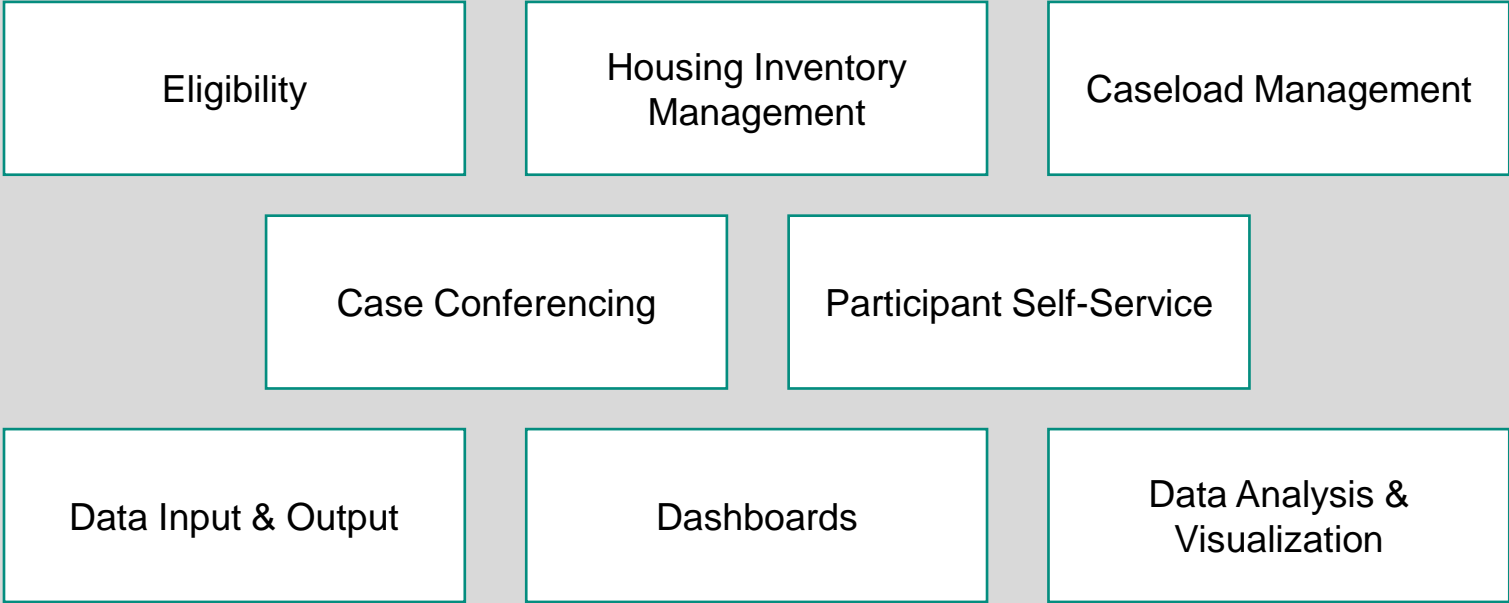 Eligibility
Housing Inventory
Management
Caseload Management
Case Conferencing
Participant Self-Service
Data Input & Output
Dashboards
Data Analysis &
Visualization